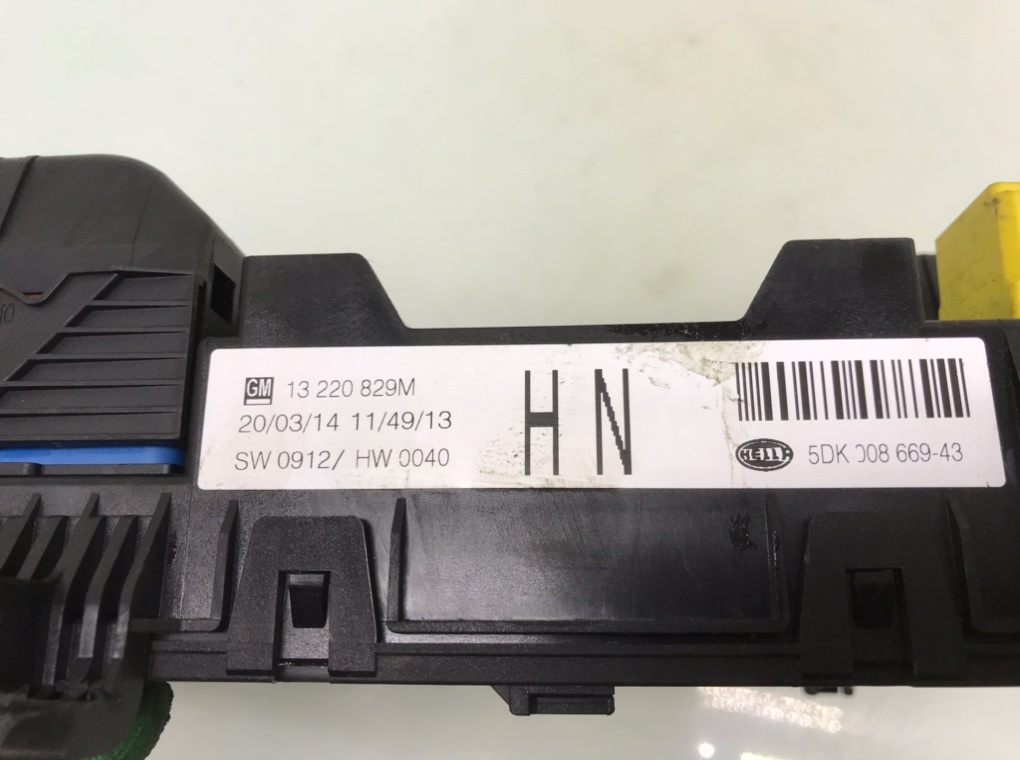 GM 13 220 829M
20/03/14 11/49/13
SW 0912/ HW 0040
HN
HELLA 5DK 008 669-43